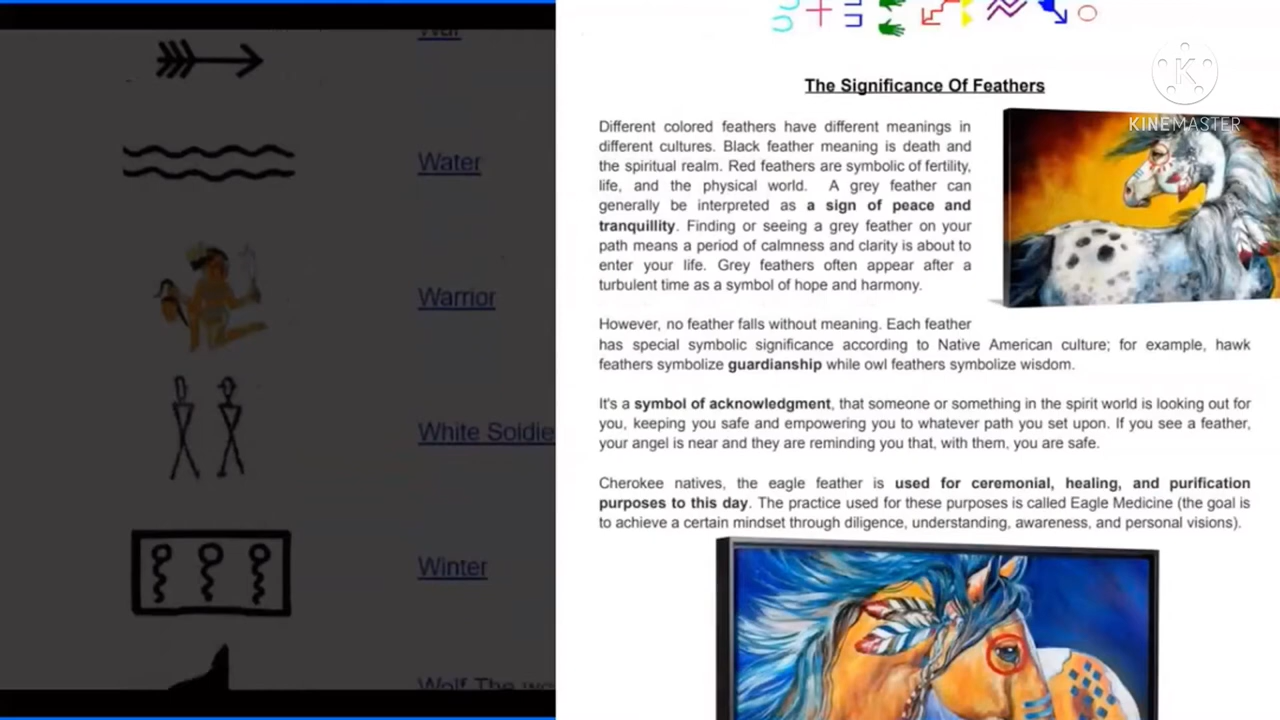 War
Water
Warrior
White Soldie
Winter
Wolf The wo
The Significance Of Feathers
Different colored feathers have different meanings in
different cultures. Black feather meaning is death and
the spiritual realm. Red feathers are symbolic of fertility,
life, and the physical world. A grey feather can
generally be interpreted as a sign of peace and
tranquillity. Finding or seeing a grey feather on your
path means a period of calmness and clarity is about to
enter your life. Grey feathers often appear after a
turbulent time as a symbol of hope and harmony.
However, no feather falls without meaning. Each feather
has special symbolic significance according to Native American culture; for example, hawk
feathers symbolize guardianship while owl feathers symbolize wisdom.
It's a symbol of acknowledgment, that someone or something in the spirit world is looking out for
you, keeping you safe and empowering you to whatever path you set upon. If you see a feather,
your angel is near and they are reminding you that, with them, you are safe.
Cherokee natives, the eagle feather is used for ceremonial, healing, and purification
purposes to this day. The practice used for these purposes is called Eagle Medicine (the goal is
to achieve a certain mindset through diligence, understanding, awareness, and personal visions).
K
KINEMASTER